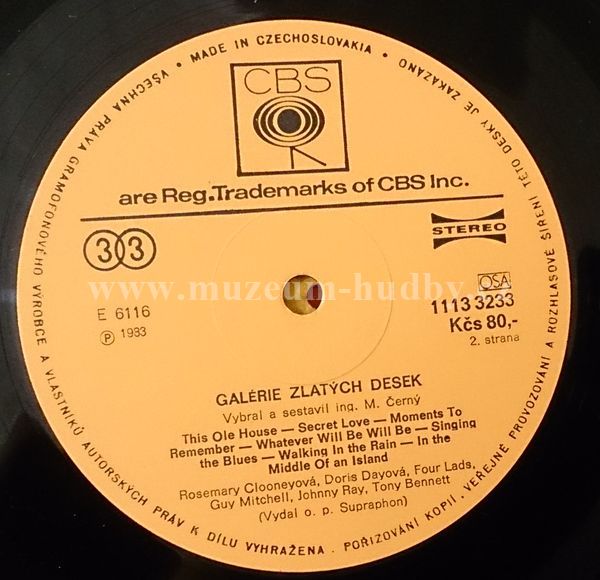 VŠECHNA PRÁVA GRAMOFONOVÉHO VÝROBCE A VLASTNÍKŮ AUTORSKÝCH PRÁV K DÍLU VYHRAŽENA. POŘIZOVÁNÍ KOPIÍ. VEŘEJNÉ PROVOZOVÁNÍ A ROZHLASOVÉ ŠÍŘENÍ TÉTO DESKY JE ZAKÁZÁNO
• MADE IN CZECHOSLOVAKIA •
CBS
are Reg.Trademarks of CBS Inc.
33
STEREO
www.muzeum-hudby.
OSA
E 6116
1113 3233
Ⓟ 1983
Kčs 80,-
2. strana
GALÉRIE ZLATÝCH DESEK
Vybral a sestavil ing. M. Černý
This Ole House — Secret Love — Moments To
Remember — Whatever Will Be Will Be — Singing
the Blues — Walking In the Rain — In the
Middle Of an Island
Rosemary Clooneyová, Doris Dayová, Four Lads,
Guy Mitchell, Johnny Ray, Tony Bennett
(Vydal o. p. Supraphon)